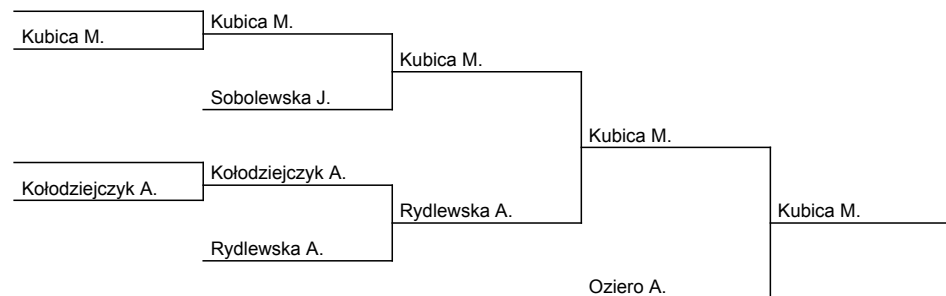 Kubica M.
Kubica M.
Kubica M.
Sobolewska J.
Kubica M.
Kołodziejczyk A.
Kołodziejczyk A.
Rydlewska A.
Kubica M.
Rydlewska A.
Oziero A.